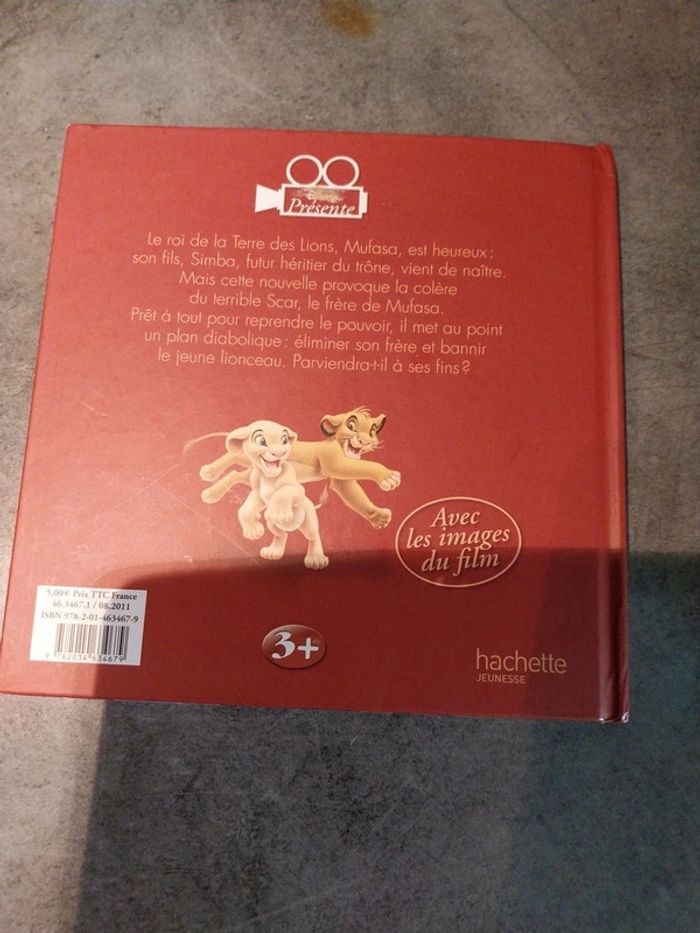 Disney
Présente
Le roi de la Terre des Lions, Mufasa, est heureux :
son fils, Simba, futur héritier du trône, vient de naître.
Mais cette nouvelle provoque la colère
du terrible Scar, le frère de Mufasa.
Prêt à tout pour reprendre le pouvoir, il met au point
un plan diabolique : éliminer son frère et bannir
le jeune lionceau. Parviendra-t-il à ses fins ?
Avec
les images
du film
5,00 € Prix TTC France
46.3467.1 / 08.2011
ISBN 978-2-01-463467-9
9 782014 634679
3+
hachette
JEUNESSE